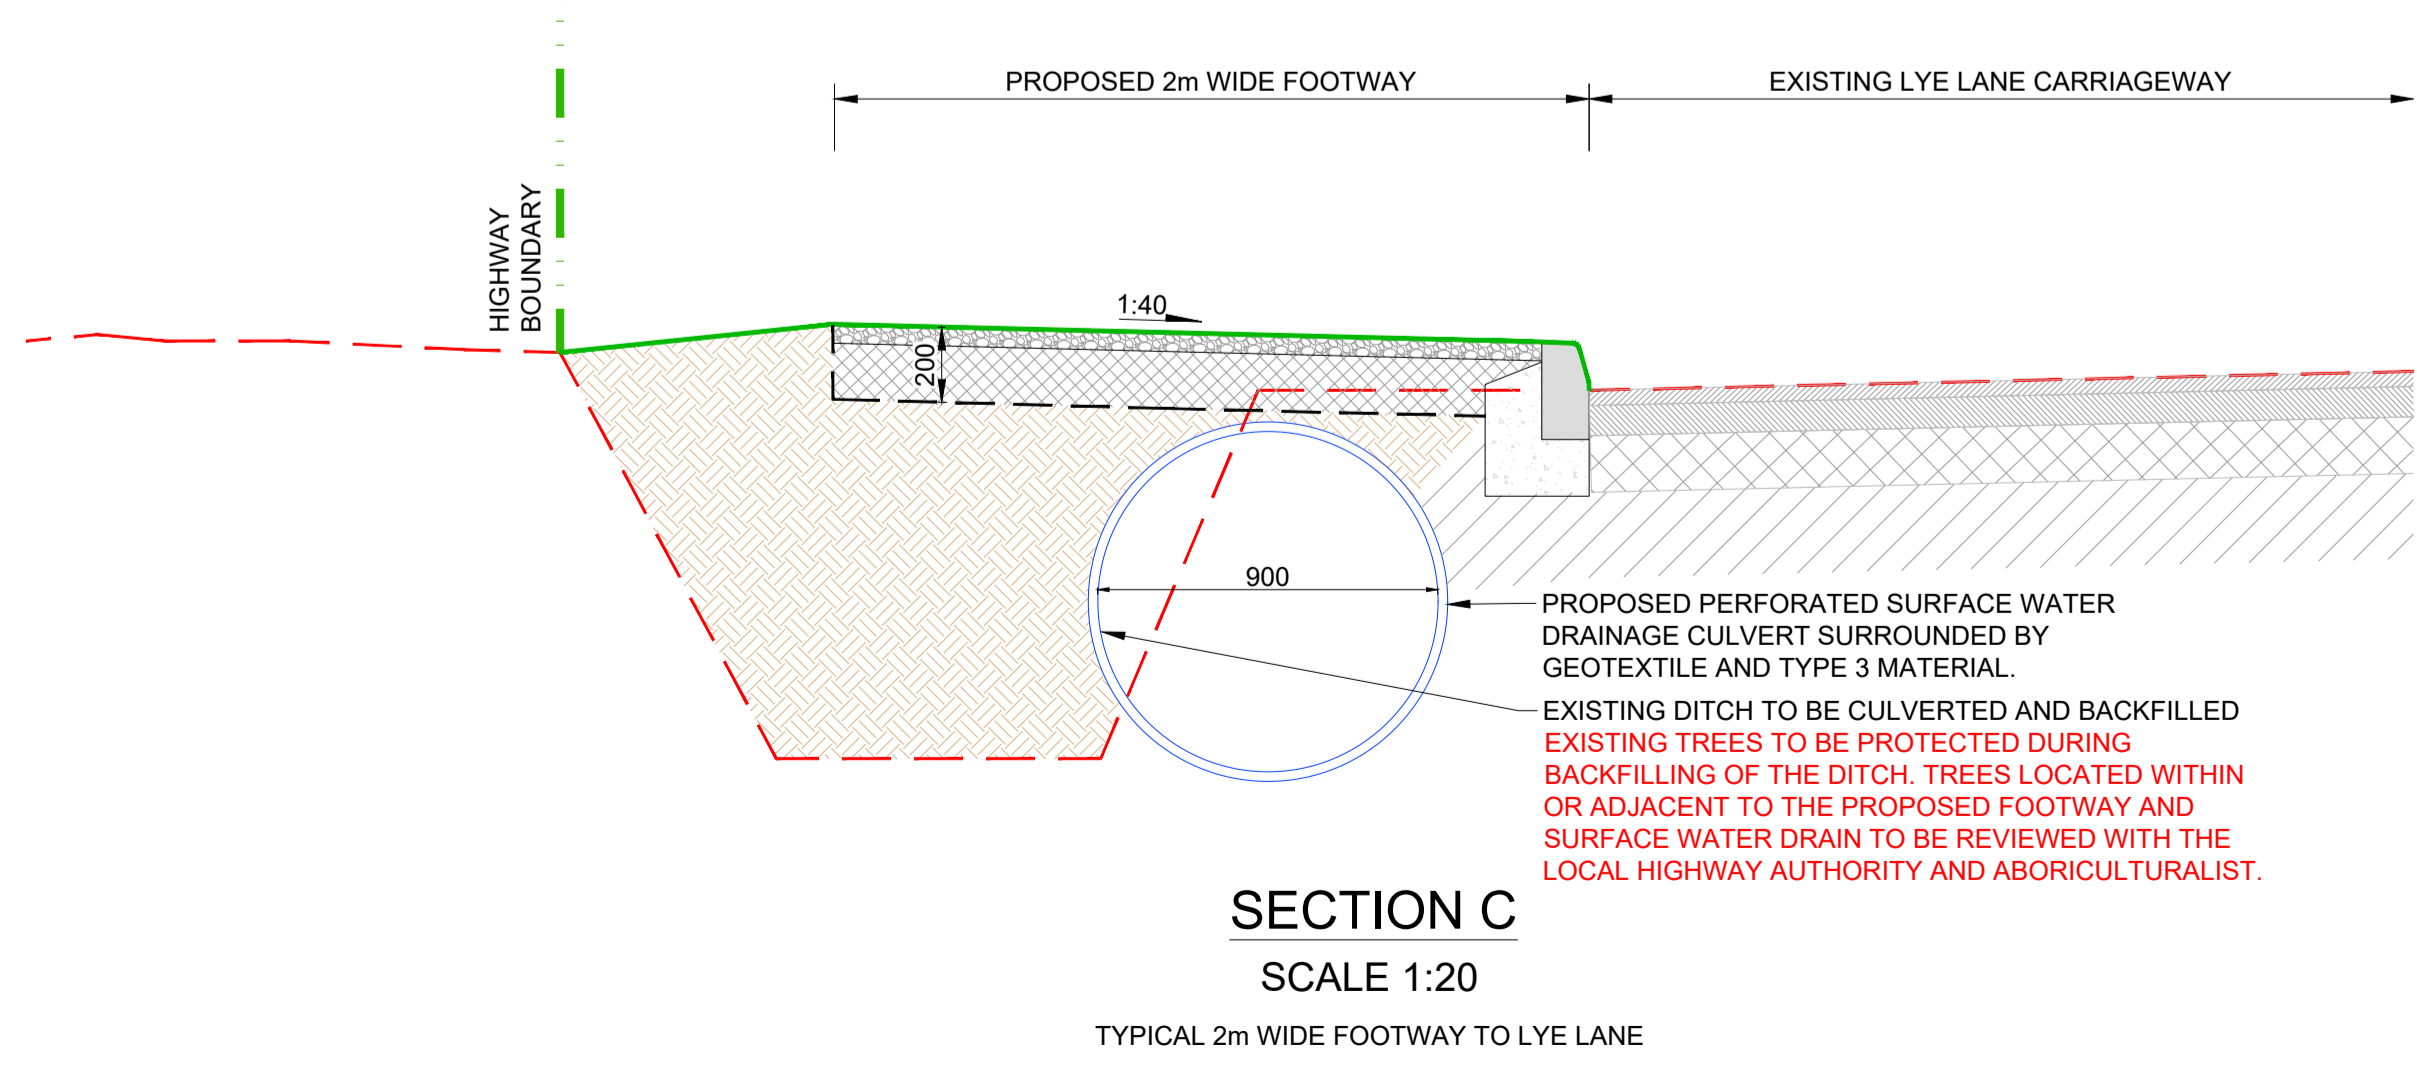 PROPOSED 2m WIDE FOOTWAY
EXISTING LYE LANE CARRIAGEWAY
HIGHWAY
BOUNDARY
1:40
200
900
PROPOSED PERFORATED SURFACE WATER
DRAINAGE CULVERT SURROUNDED BY
GEOTEXTILE AND TYPE 3 MATERIAL.
EXISTING DITCH TO BE CULVERTED AND BACKFILLED
EXISTING TREES TO BE PROTECTED DURING
BACKFILLING OF THE DITCH. TREES LOCATED WITHIN
OR ADJACENT TO THE PROPOSED FOOTWAY AND
SURFACE WATER DRAIN TO BE REVIEWED WITH THE
LOCAL HIGHWAY AUTHORITY AND ABORICULTURALIST.
SECTION C
SCALE 1:20
TYPICAL 2m WIDE FOOTWAY TO LYE LANE